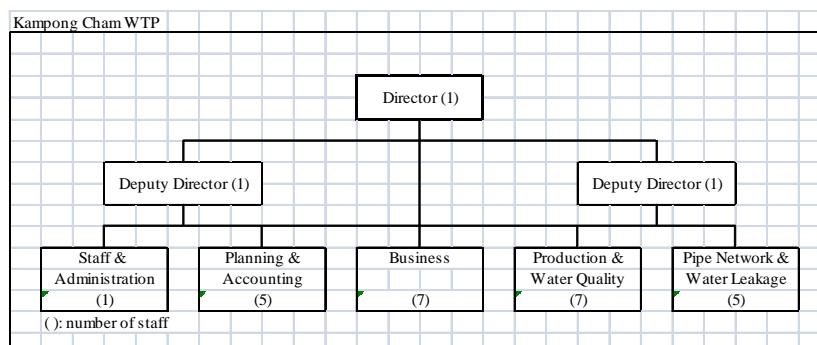 Kampong Cham WTP
Director (1)
Deputy Director (1)
Deputy Director (1)
Staff &
Administration
(1)
Planning &
Accounting
(5)
Business
(7)
Production &
Water Quality
(7)
Pipe Network &
Water Leakage
(5)
( ): number of staff